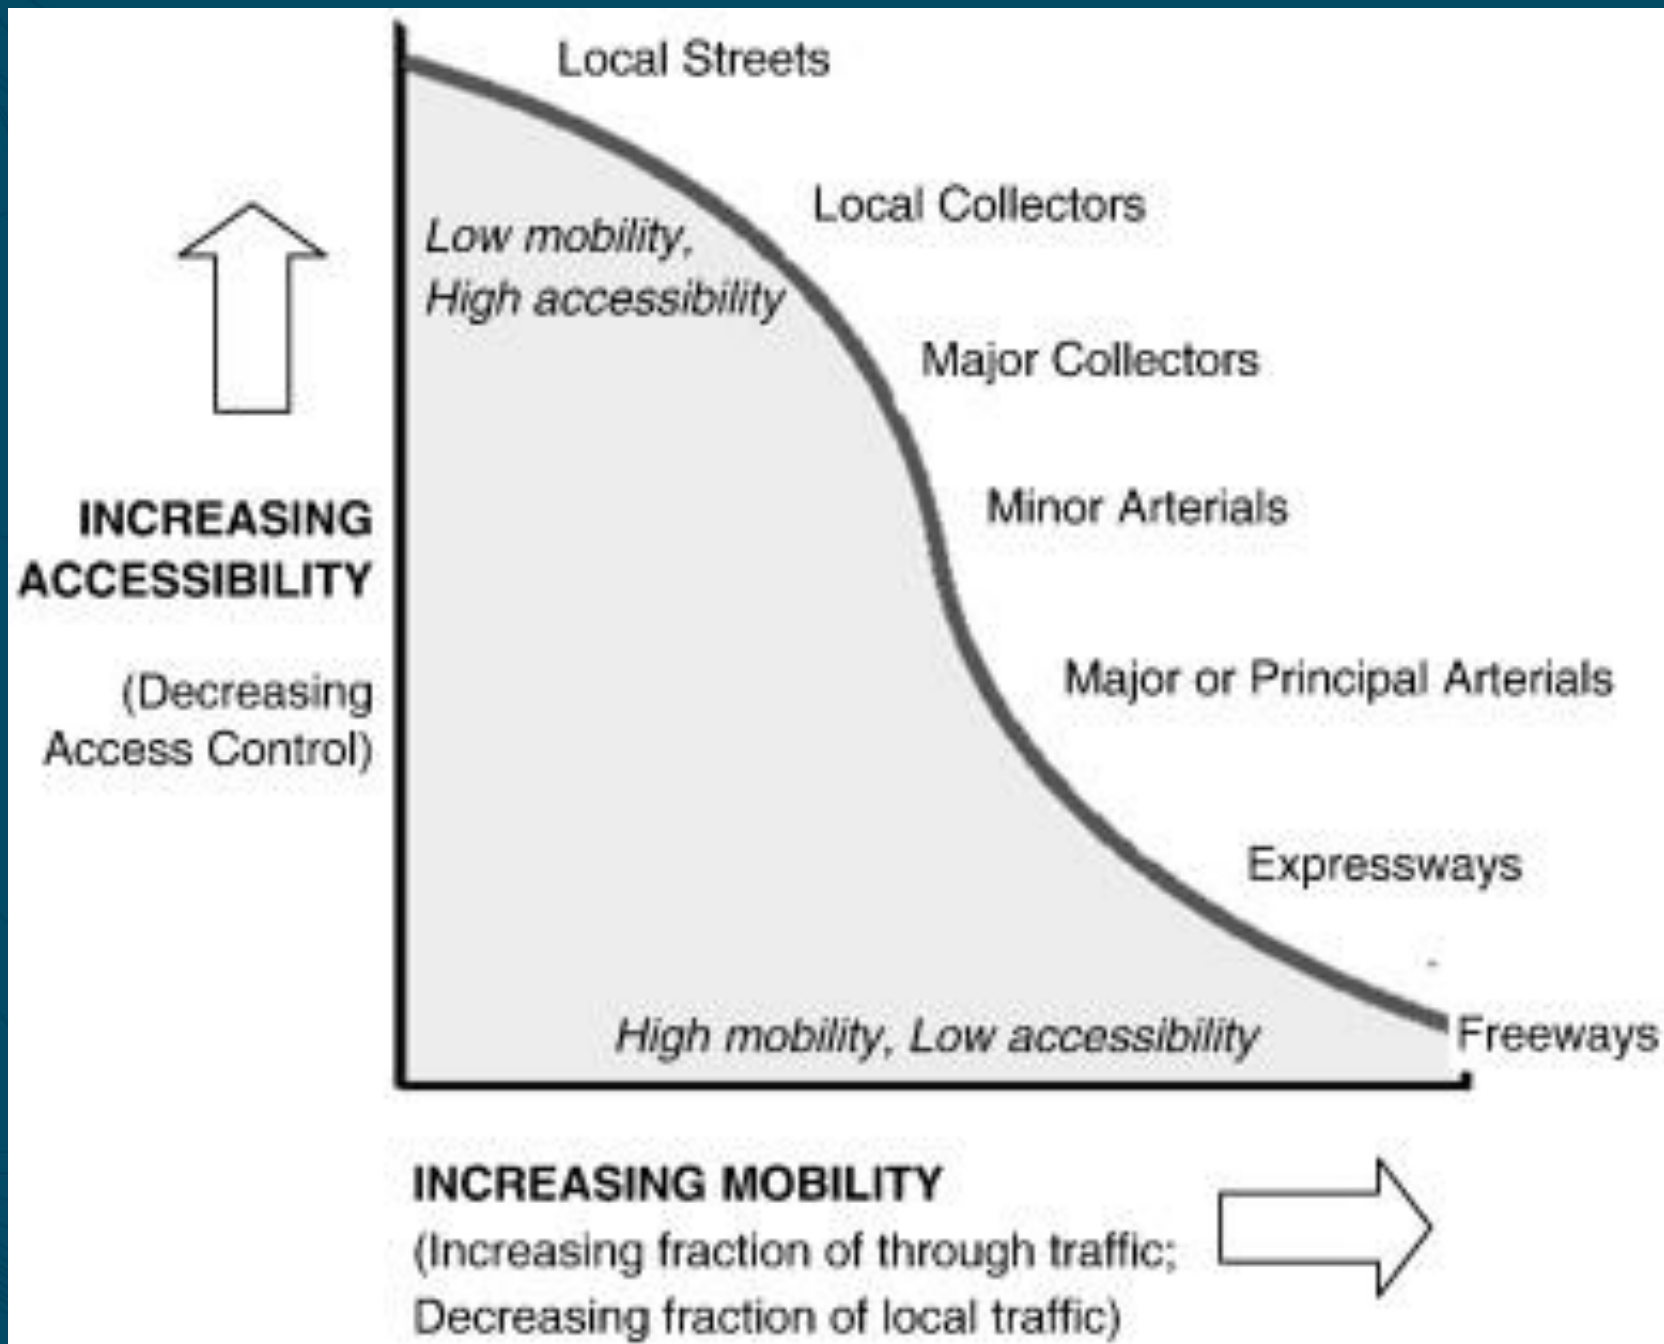 Local Streets
Local Collectors
Low mobility,
High accessibility
Major Collectors
Minor Arterials
INCREASING
ACCESSIBILITY
(Decreasing
Access Control)
Major or Principal Arterials
Expressways
High mobility, Low accessibility
Freeways
INCREASING MOBILITY
(Increasing fraction of through traffic;
Decreasing fraction of local traffic)